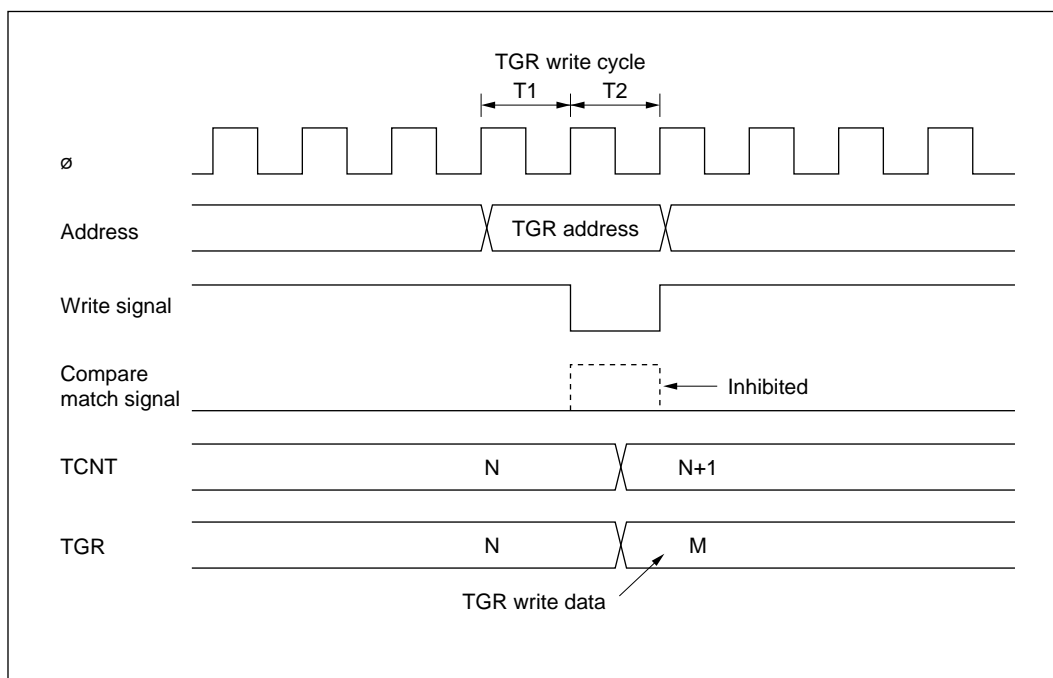 TGR write cycle
T1 T2
ø
Address
TGR address
Write signal
Compare
match signal
Inhibited
TCNT
N
N+1
TGR
N
M
TGR write data